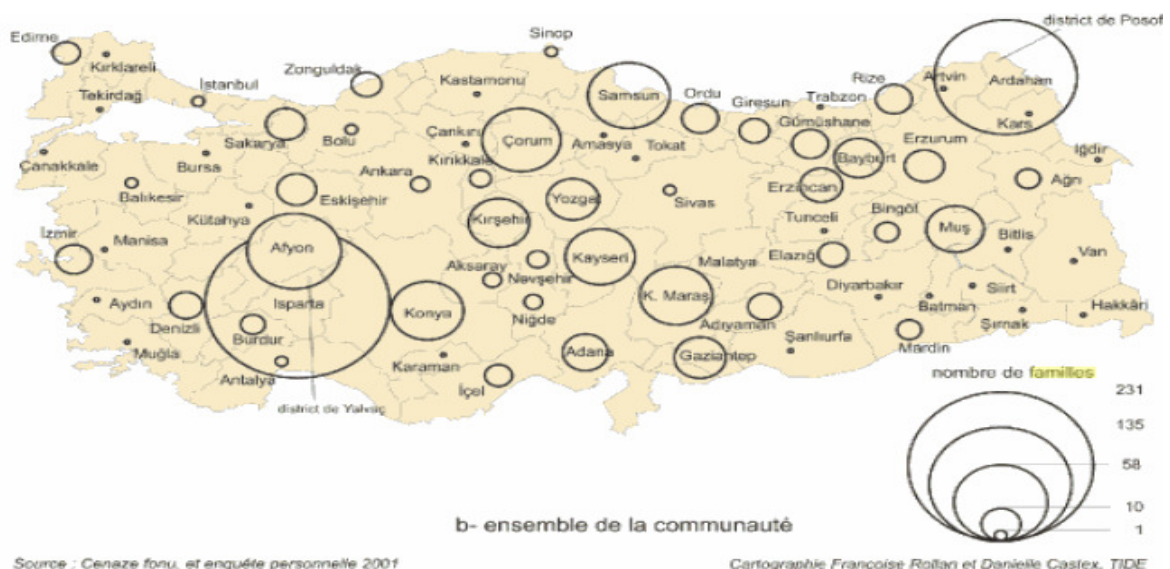 district de Posof
Edirne
Kırklareli
Tekirdağ
İstanbul
Zonguldak
Sinop
Kastamonu
Samsun
Ordu
Giresun
Trabzon
Rize
Artvin
Ardahan
Kars
Çanakkale
Bursa
Sakarya
Bolu
Çankırı
Çorum
Amasya
Tokat
Gümüşhane
Bayburt
Erzurum
Iğdir
Balıkesir
Kütahya
Eskişehir
Ankara
Kırıkkale
Yozgat
Sivas
Erzincan
Tunceli
Bingöl
Muş
Ağrı
İzmir
Manisa
Afyon
Kırşehir
Kayseri
Malatya
Elazığ
Bitlis
Van
Aydın
Denizli
Isparta
Burdur
Konya
Aksaray
Nevşehir
Niğde
K. Maraş
Adıyaman
Diyarbakır
Batman
Siirt
Şırnak
Hakkâri
Muğla
Antalya
district de Yalvaç
Karaman
İçel
Adana
Gaziantep
Şanlıurfa
Mardin
nombre de familles
231
135
58
10
1
b- ensemble de la communauté
Source : Cenaze fonu, et enquête personnelle 2001
Cartographie Françoise Rollan et Danielle Castex, TIDE